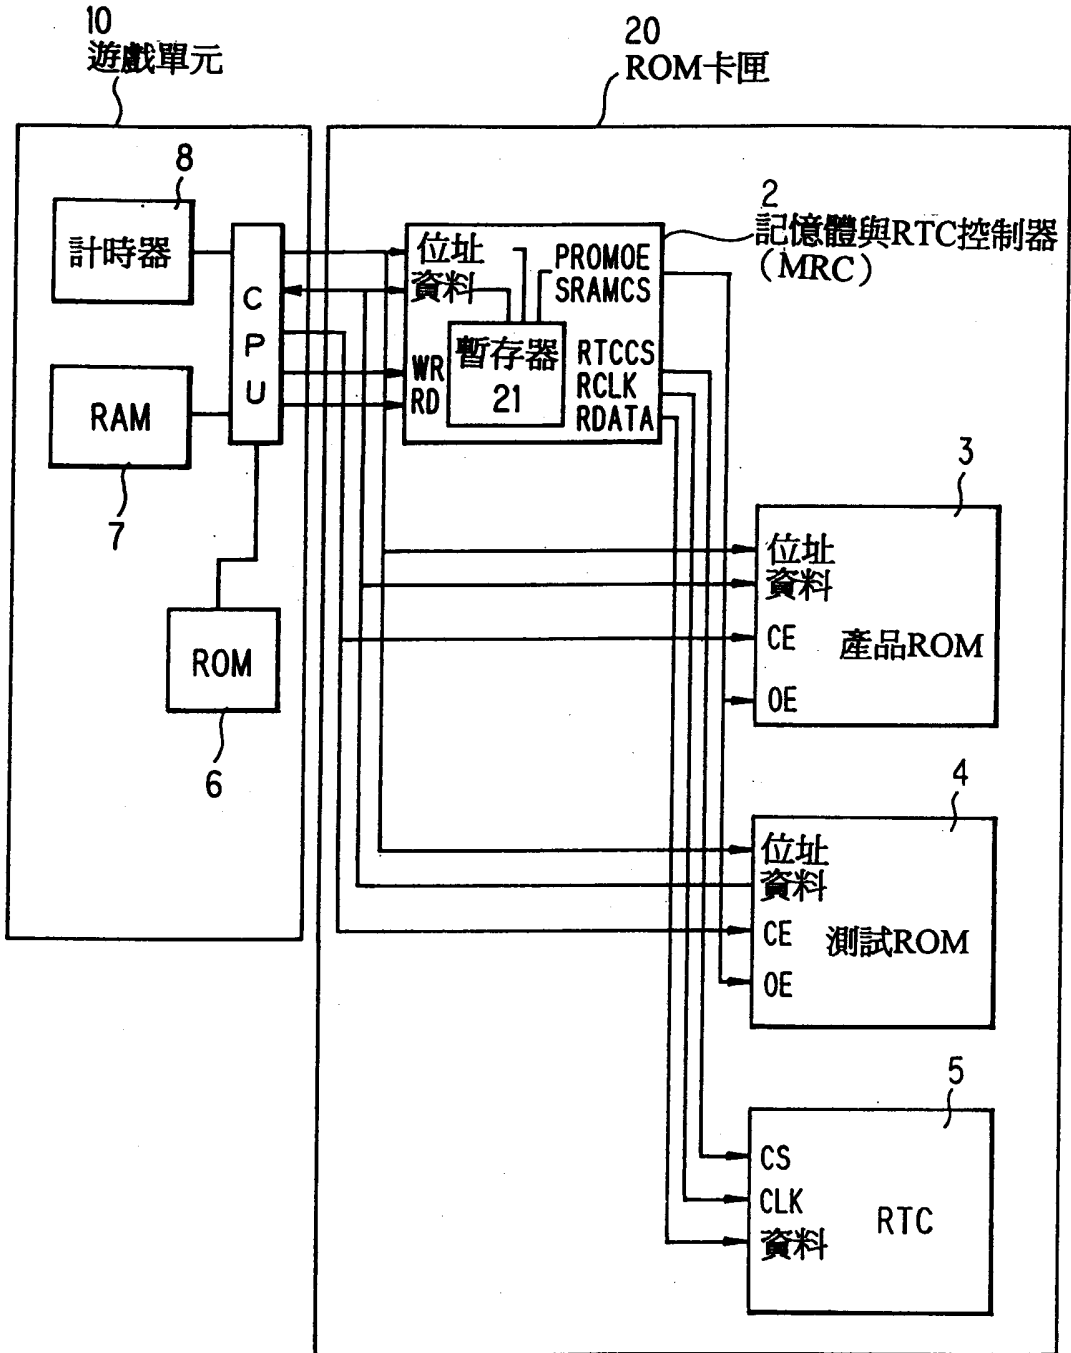 10
遊戲單元
20
ROM卡匣
8
計時器
C
P
U
RAM
7
ROM
6
2
記憶體與RTC控制器
(MRC)
位址
資料
WR
RD
暫存器
21
PROMOE
SRAMCS
RTCCS
RCLK
RDATA
3
位址
資料
CE
產品ROM
OE
4
位址
資料
CE
測試ROM
OE
5
CS
CLK
RTC
資料